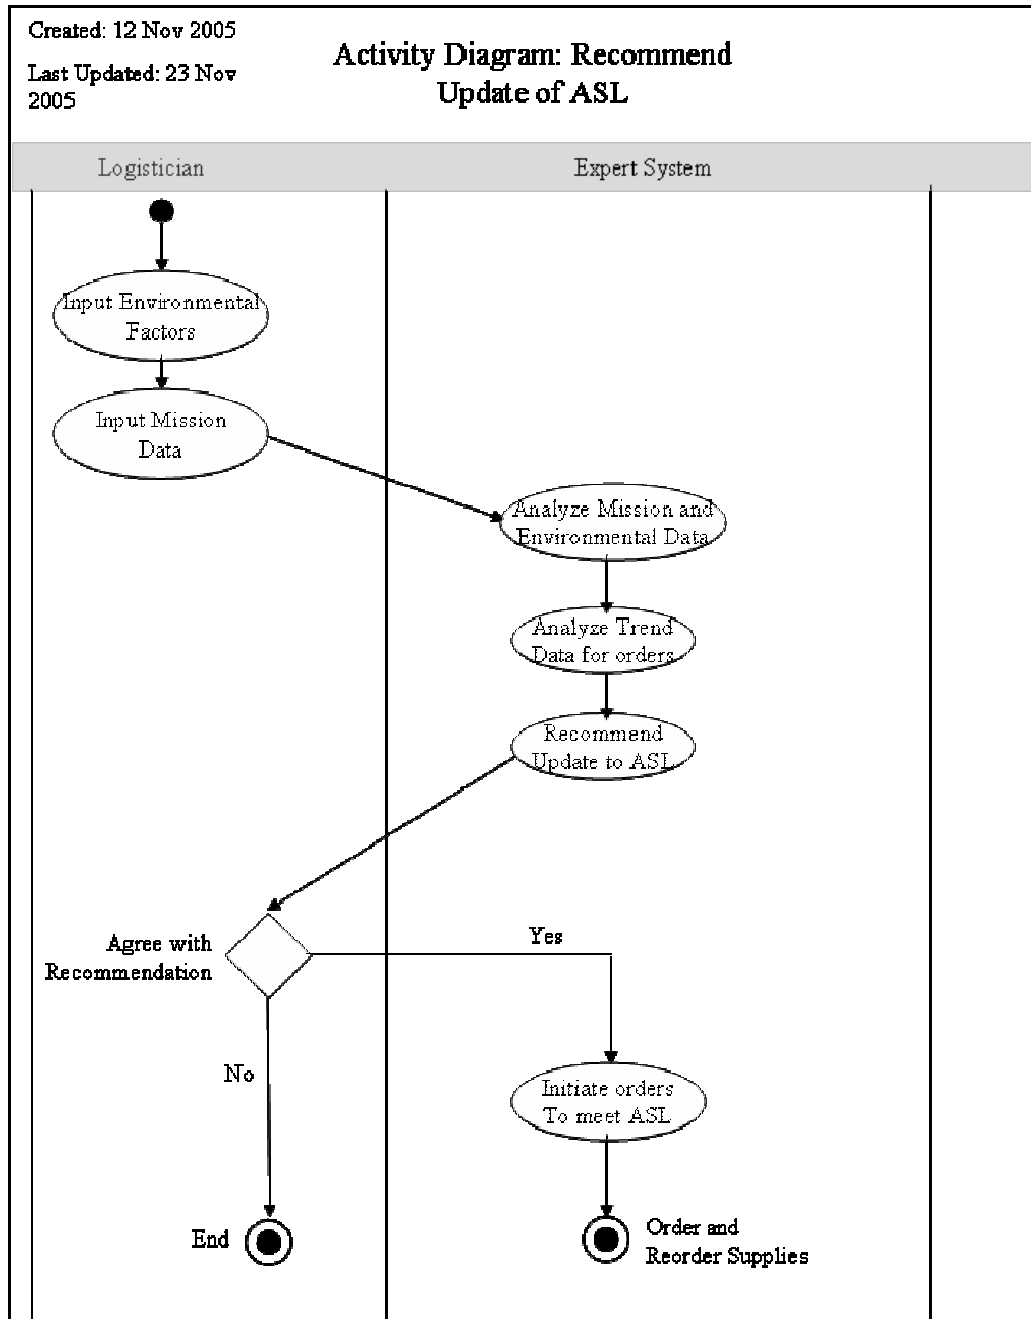 Created: 12 Nov 2005
Last Updated: 23 Nov
2005
Activity Diagram: Recommend
Update of ASL
Logistician
Expert System
Input Environmental
Factors
Input Mission
Data
Analyze Mission and
Environmental Data
Analyze Trend
Data for orders
Recommend
Update to ASL
Agree with
Recommendation
Yes
No
Initiate orders
To meet ASL
End
Order and
Reorder Supplies